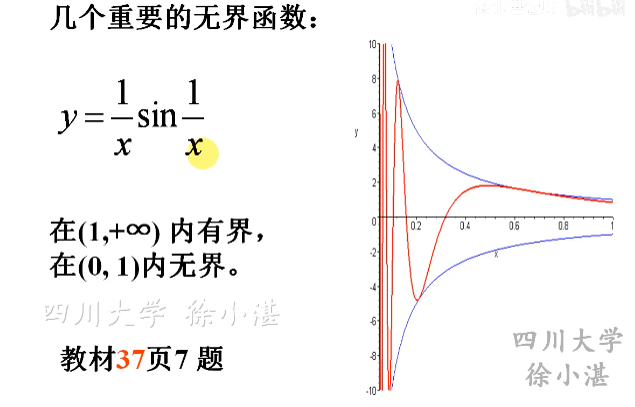 几个重要的无界函数：
y = 1/x sin 1/x
在(1,+∞) 内有界，
在(0, 1)内无界。
四川大学 徐小湛
教材37页7 题
10
8
6
y
4
2
0
0.2
0.4
0.6
0.8
1
x
-2
-4
-6
-8
-10
四川大学
徐小湛